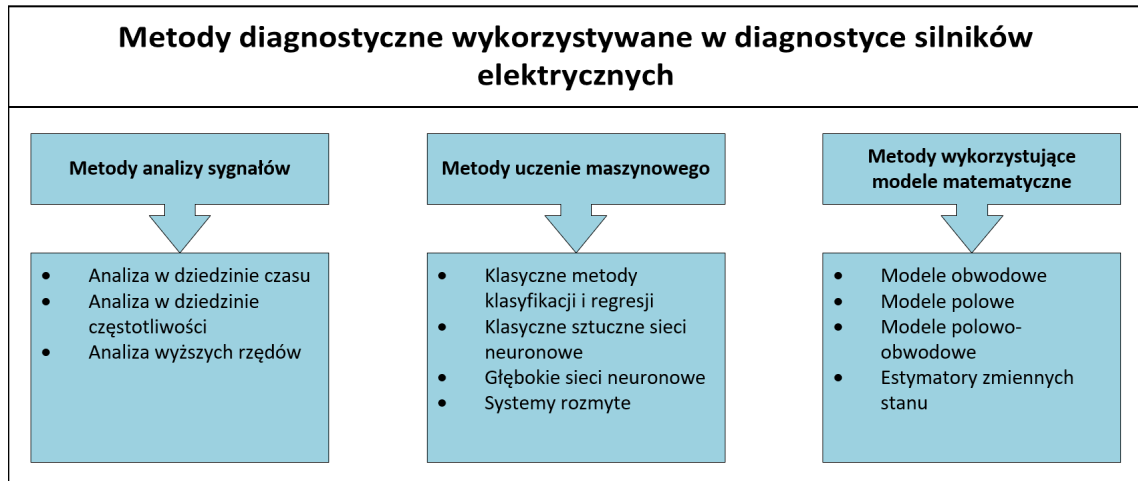 Metody diagnostyczne wykorzystywane w diagnostyce silników
elektrycznych
Metody analizy sygnałów
• Analiza w dziedzinie czasu
• Analiza w dziedzinie
częstotliwości
• Analiza wyższych rzędów
Metody uczenie maszynowego
• Klasyczne metody
klasyfikacji i regresji
• Klasyczne sztuczne sieci
neuronowe
• Głębokie sieci neuronowe
• Systemy rozmyte
Metody wykorzystujące
modele matematyczne
• Modele obwodowe
• Modele polowe
• Modele polowo-
obwodowe
• Estymatory zmiennych
stanu